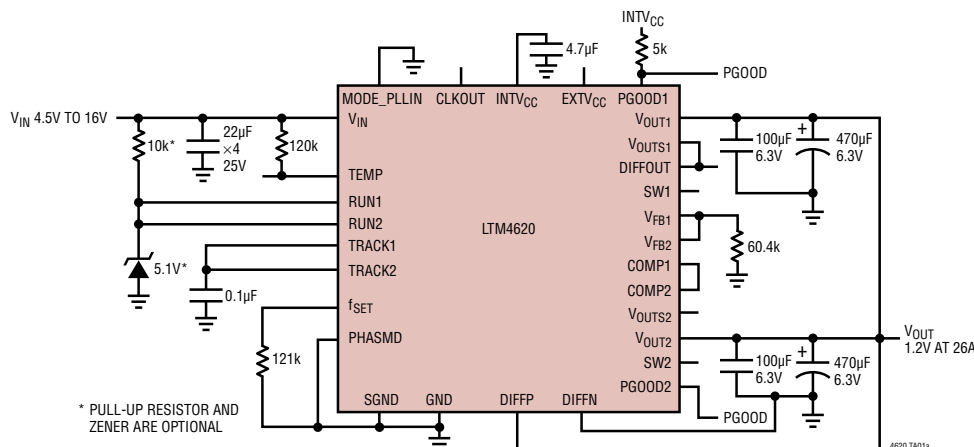 INTVCC
4.7µF
5k
PGOOD
MODE_PLLIN CLKOUT INTVCC EXTVCC PGOOD1
VIN 4.5V TO 16V
VIN
VOUT1
10k*
22µF
×4
25V
120k
100µF
6.3V
+
470µF
6.3V
VOUTS1
DIFFOUT
TEMP
SW1
RUN1
RUN2
LTM4620
VFB1
VFB2
60.4k
TRACK1
TRACK2
COMP1
COMP2
5.1V*
0.1µF
fSET
VOUTS2
PHASMD
VOUT2
VOUT
1.2V AT 26A
121k
100µF
6.3V
+
470µF
6.3V
SW2
PGOOD2
SGND GND DIFFP DIFFN
PGOOD
* PULL-UP RESISTOR AND
ZENER ARE OPTIONAL
4620 TA01a